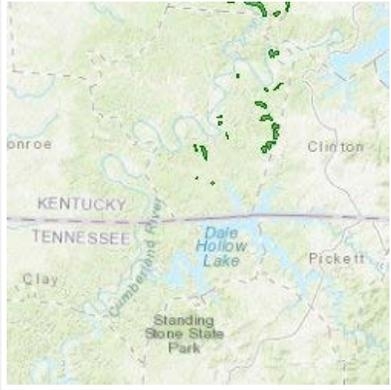 onroe
Clinton
KENTUCKY
TENNESSEE
Cumberland River
Dale
Hollow
Lake
Pickett
Clay
Standing
Stone State
Park